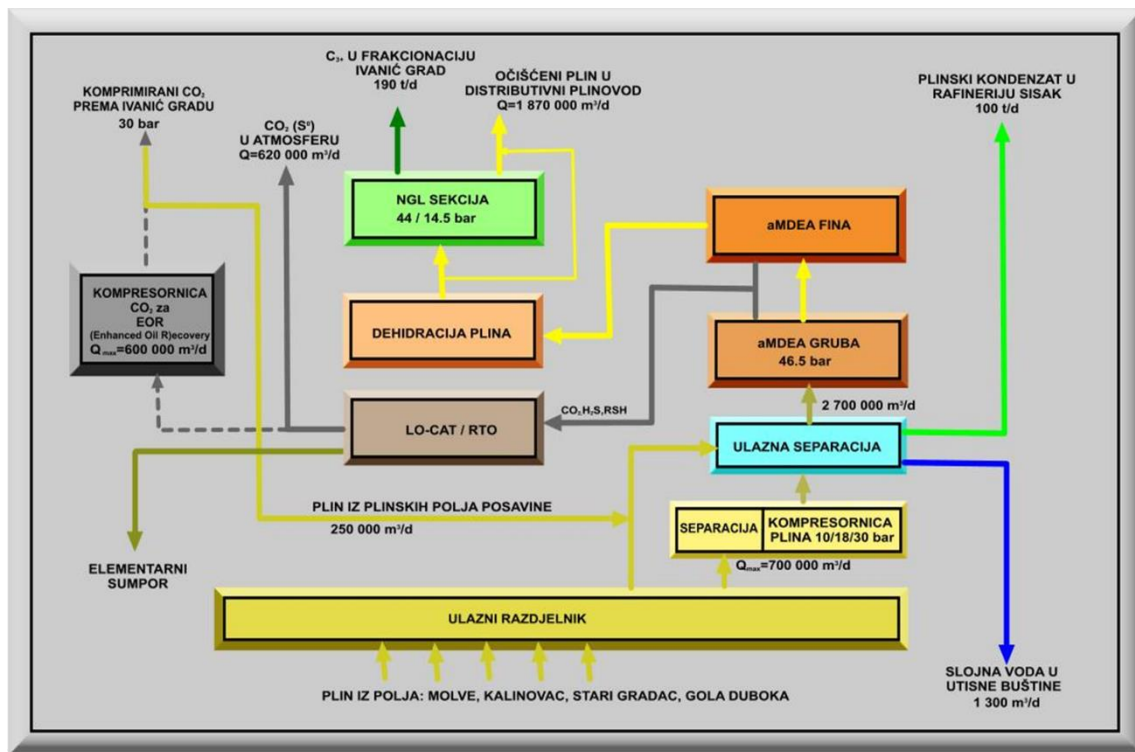 C₃₊ U FRAKCIONACIJU
IVANIĆ GRAD
190 t/d
OČIŠĆENI PLIN U
DISTRIBUTIVNI PLINOVOD
Q=1 870 000 m³/d
PLINSKI KONDENZAT U
RAFINERIJU SISAK
100 t/d
KOMPRIMIRANI CO₂
PREMA IVANIĆ GRADU
30 bar
CO₂ (S⁰)
U ATMOSFERU
Q=620 000 m³/d
NGL SEKCIJA
44 / 14.5 bar
aMDEA FINA
KOMPRESORNICA
CO₂ za
EOR
(Enhanced Oil R)ecovery
Q max=600 000 m³/d
DEHIDRACIJA PLINA
aMDEA GRUBA
46.5 bar
2 700 000 m³/d
CO₂,H₂S,RSH
LO-CAT / RTO
ULAZNA SEPARACIJA
PLIN IZ PLINSKIH POLJA POSAVINE
250 000 m³/d
SEPARACIJA
KOMPRESORNICA
PLINA 10/18/30 bar
Qmax=700 000 m³/d
ELEMENTARNI
SUMPOR
ULAZNI RAZDJELNIK
PLIN IZ POLJA: MOLVE, KALINOVAC, STARI GRADAC, GOLA DUBOKA
SLOJNA VODA U
UTISNE BUŠTINE
1 300 m³/d